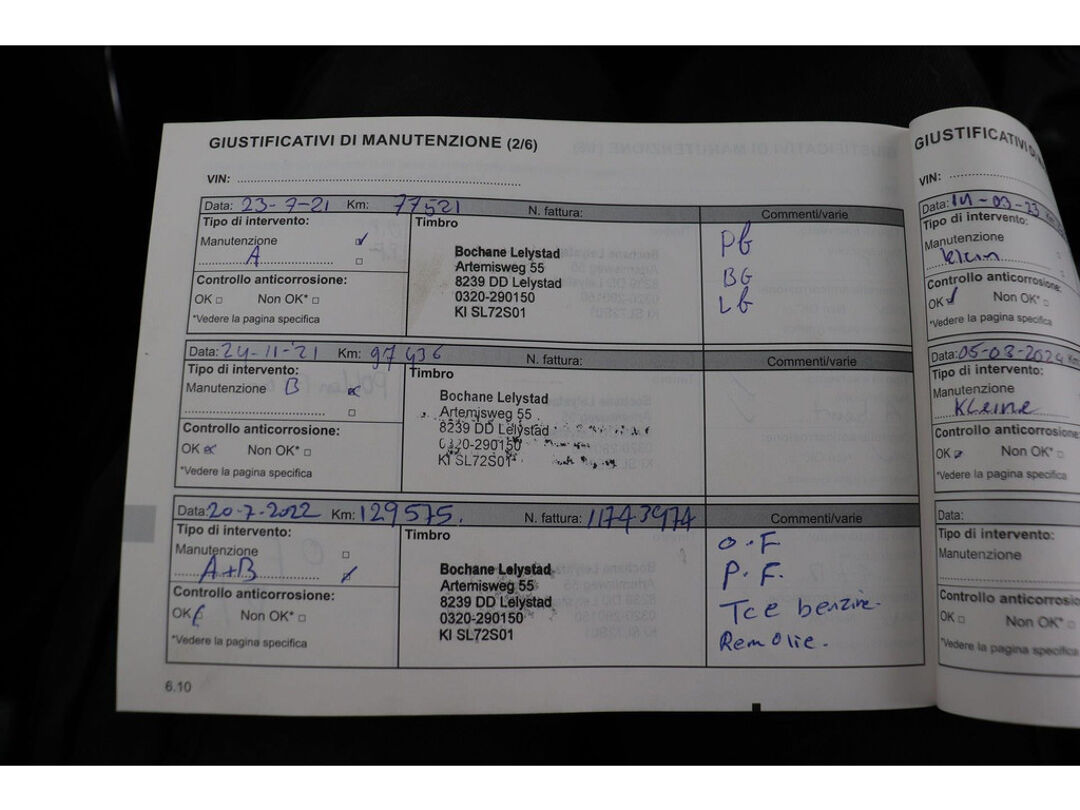 GIUSTIFICATIVI DI MANUTENZIONE (2/6)
VIN:
Data: 23-7-21 Km: 77521 N. fattura: Commenti/varie
Tipo di intervento: Timbro
Manutenzione
A
Controllo anticorrosione:
OK Non OK*
*Vedere la pagina specifica
Bochane Lelystad
Artemisweg 55
8239 DD Lelystad
0320-290150
KI SL72S01
Pb
BG
Lb
Data: 24-11-'21 Km: 97436 N. fattura: Commenti/varie
Tipo di intervento: Timbro
Manutenzione B
Controllo anticorrosione:
OK Non OK*
*Vedere la pagina specifica
Bochane Lelystad
Artemisweg 55
8239 DD Lelystad
0320-290150
KI SL72S01
Data: 20-7-2022 Km: 129575. N. fattura: 11743974 Commenti/varie
Tipo di intervento: Timbro
Manutenzione
A+B
Controllo anticorrosione:
OK Non OK*
*Vedere la pagina specifica
Bochane Lelystad
Artemisweg 55
8239 DD Lelystad
0320-290150
KI SL72S01
O.F
P.F.
Tce benzine.
Remolie.
6.10
GIUSTIFICATIVI
VIN:
Data: Km
Tipo di intervento:
Manutenzione
klein
Controllo anticorrosione:
OK Non OK*
*Vedere la pagina specifica
Data: 05-03-2024 Km
Tipo di intervento:
Manutenzione
Kleine
Controllo anticorrosione
OK Non OK*
*Vedere la pagina specifica
Data:
Tipo di intervento:
Manutenzione
Controllo anticorrosione
OK Non OK*
*Vedere la pagina specifica